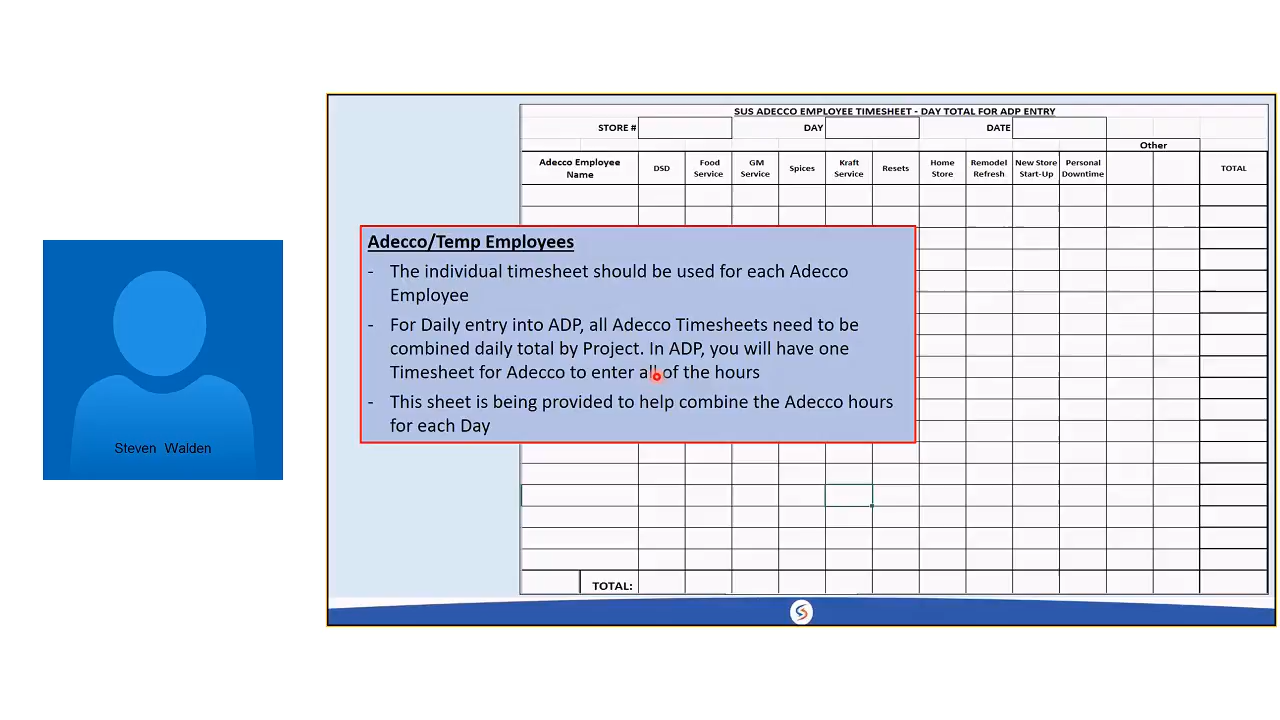 SUS ADECCO EMPLOYEE TIMESHEET - DAY TOTAL FOR ADP ENTRY
STORE # DAY DATE
Other
Adecco Employee Name DSD Food Service GM Service Spices Kraft Service Resets Home Store Remodel Refresh New Store Start-Up Personal Downtime TOTAL
Adecco/Temp Employees
- The individual timesheet should be used for each Adecco
Employee
- For Daily entry into ADP, all Adecco Timesheets need to be
combined daily total by Project. In ADP, you will have one
Timesheet for Adecco to enter all of the hours
- This sheet is being provided to help combine the Adecco hours
for each Day
TOTAL:
Steven Walden